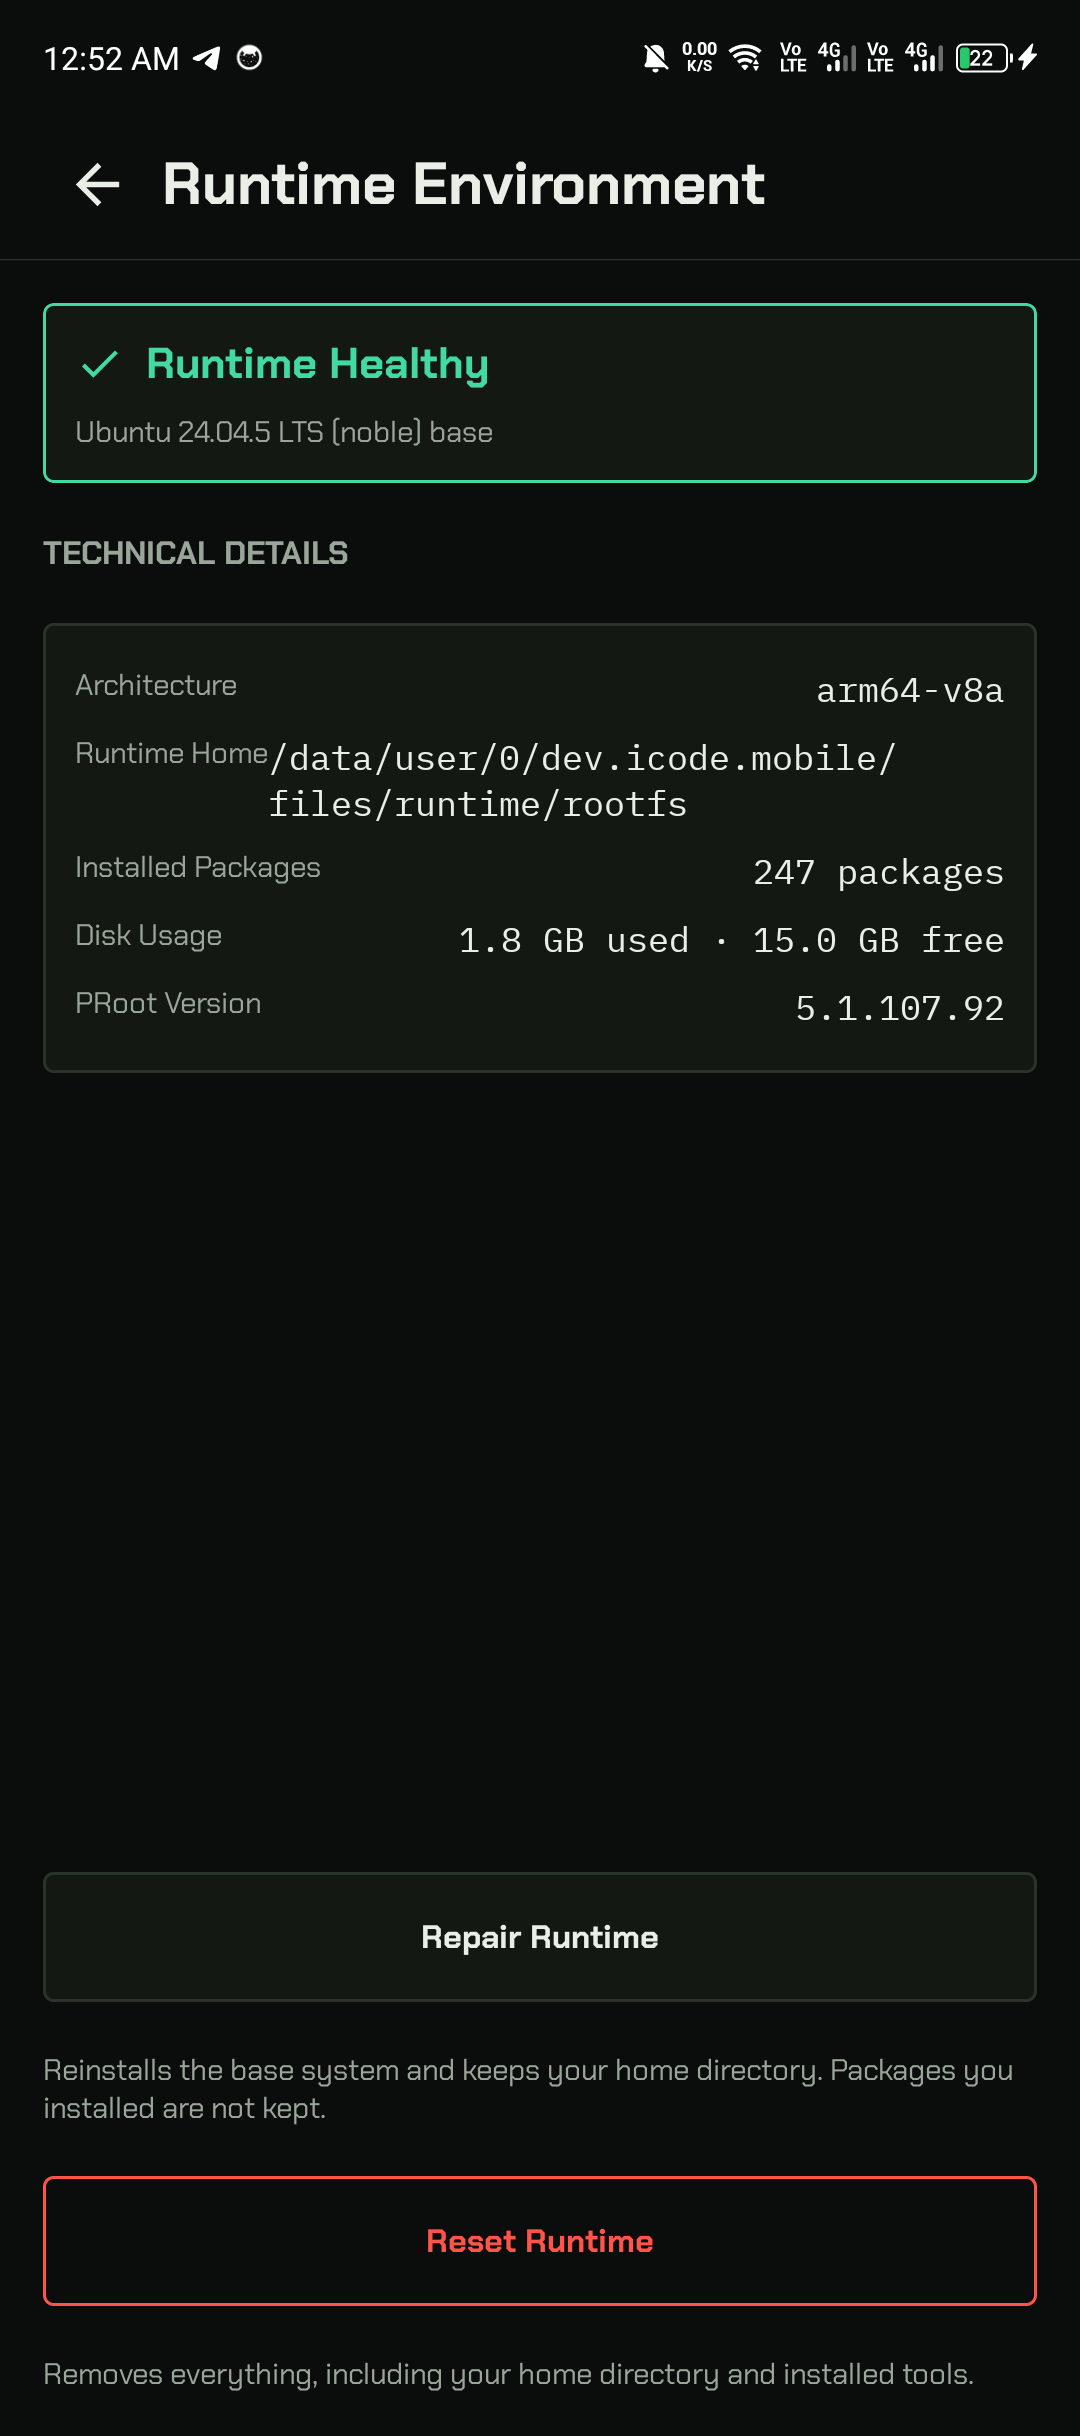 12:52 AM 0.00 K/S Vo LTE 4G Vo LTE 4G 22
Runtime Environment
Runtime Healthy
Ubuntu 24.04.5 LTS (noble) base
TECHNICAL DETAILS
Architecture arm64-v8a
Runtime Home /data/user/0/dev.icode.mobile/
files/runtime/rootfs
Installed Packages 247 packages
Disk Usage 1.8 GB used · 15.0 GB free
PRoot Version 5.1.107.92
Repair Runtime
Reinstalls the base system and keeps your home directory. Packages you
installed are not kept.
Reset Runtime
Removes everything, including your home directory and installed tools.